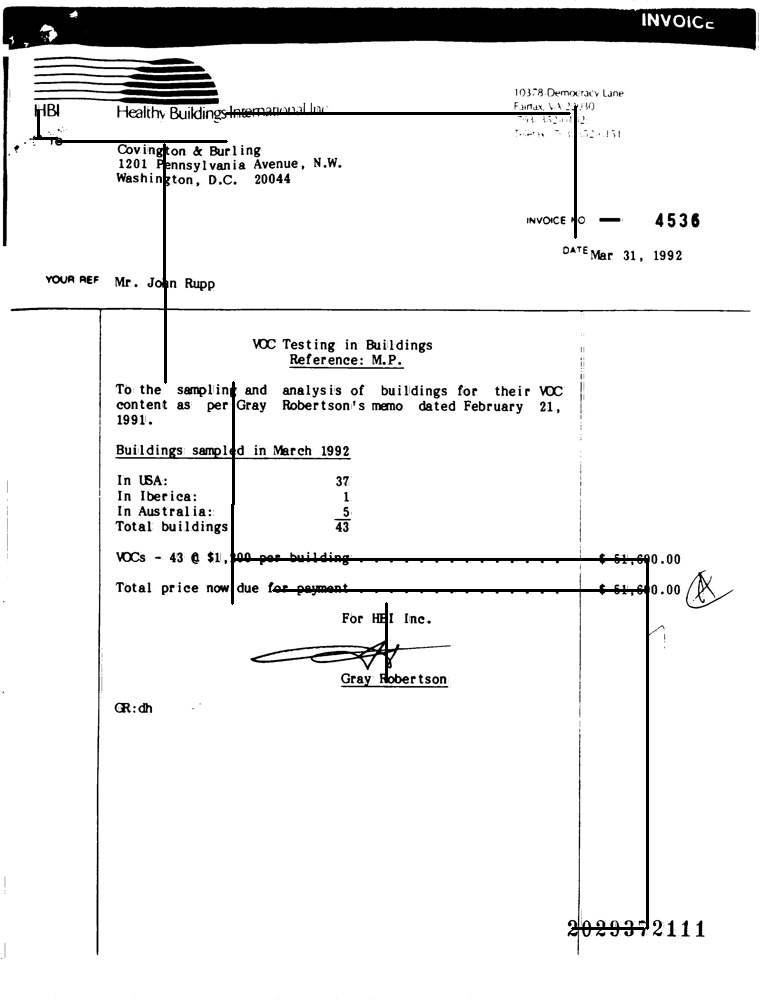 INVOICE
HBI Healthy Buildings International Inc.
10378 Democracy Lane
Fairfax, VA
TO
Covington & Burling
1201 Pennsylvania Avenue, N.W.
Washington, D.C. 20044
INVOICE NO — 4536
DATE Mar 31, 1992
YOUR REF Mr. John Rupp
VOC Testing in Buildings
Reference: M.P.
To the sampling and analysis of buildings for their VOC
content as per Gray Robertson's memo dated February 21,
1991.
Buildings sampled in March 1992
In USA: 37
In Iberica: 1
In Australia: 5
Total buildings 43
VOCs - 43 @ $1,200 per building . . . . . . . . . . . . . . $ 51,600.00
Total price now due for payment . . . . . . . . . . . . . . $ 51,600.00
For HBI Inc.
Gray Robertson
GR:dh
2029372111